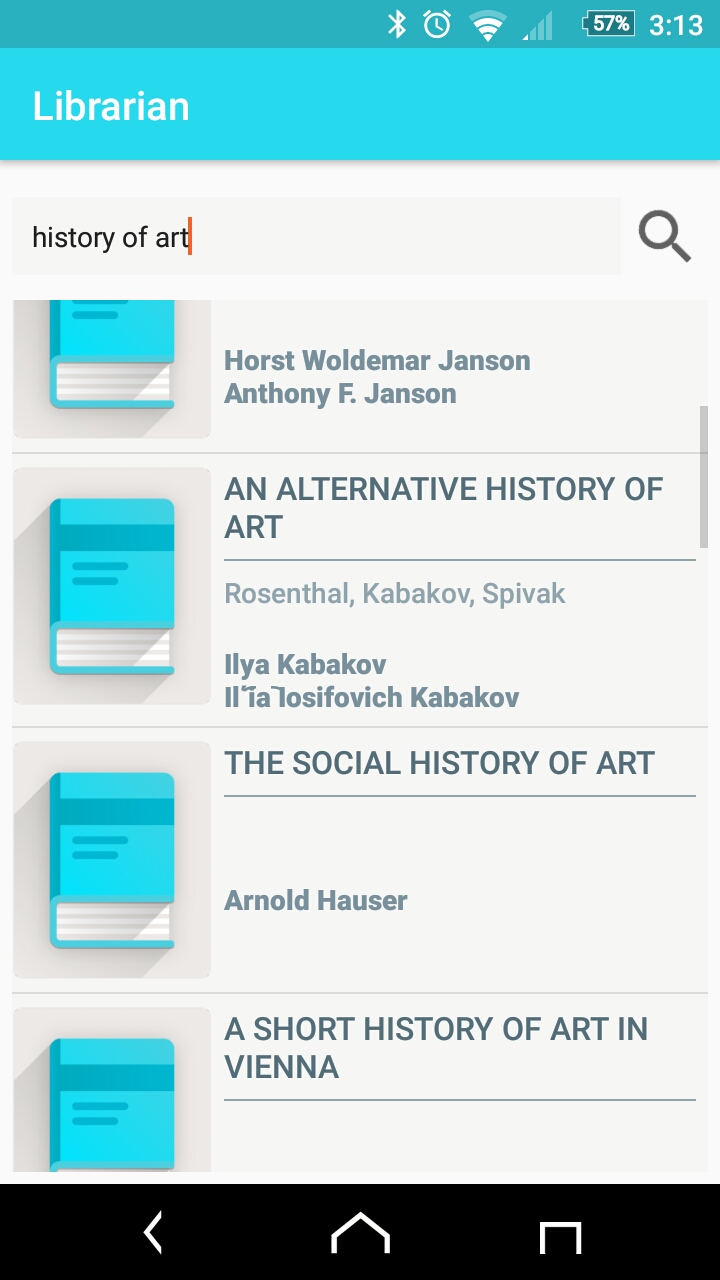 57%
3:13
Librarian
history of art
Horst Woldemar Janson
Anthony F. Janson
AN ALTERNATIVE HISTORY OF
ART
Rosenthal, Kabakov, Spivak
Ilya Kabakov
Il'i͡a Iosifovich Kabakov
THE SOCIAL HISTORY OF ART
Arnold Hauser
A SHORT HISTORY OF ART IN
VIENNA